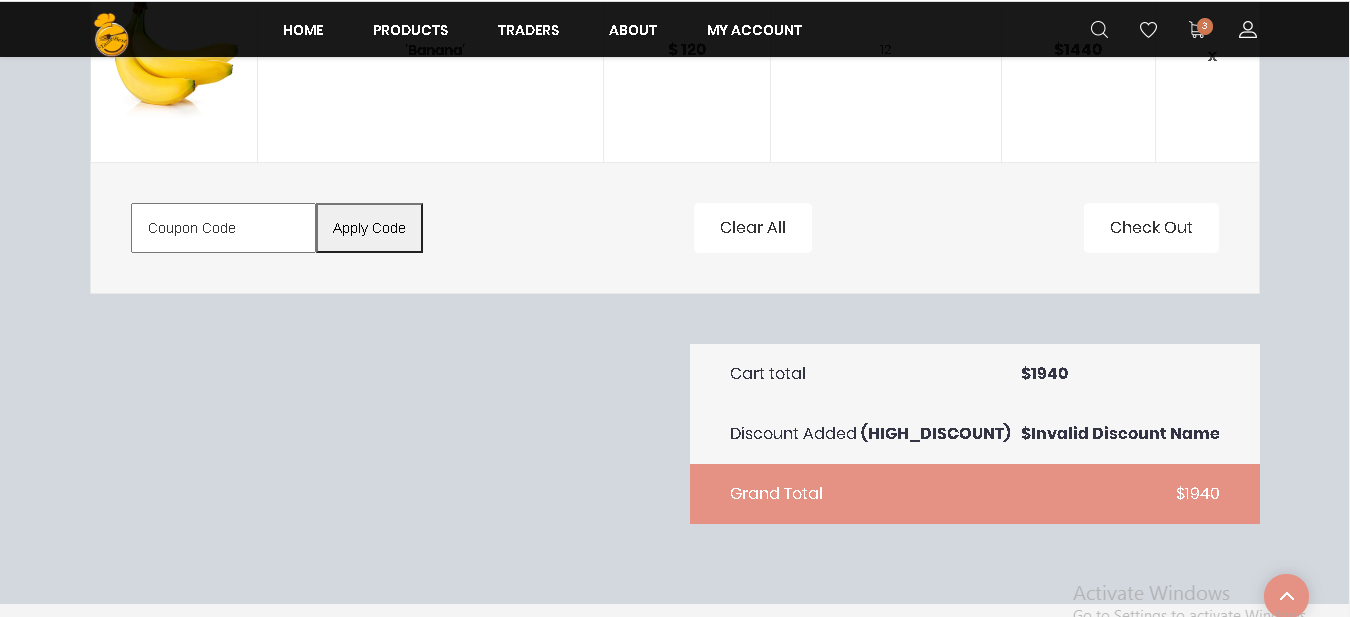 HOME PRODUCTS TRADERS ABOUT MY ACCOUNT 3
'Banana' $ 120 12 $1440 x
Coupon Code Apply Code Clear All Check Out
Cart total $1940
Discount Added (HIGH_DISCOUNT) $Invalid Discount Name
Grand Total $1940
Activate Windows
Go to Settings to activate